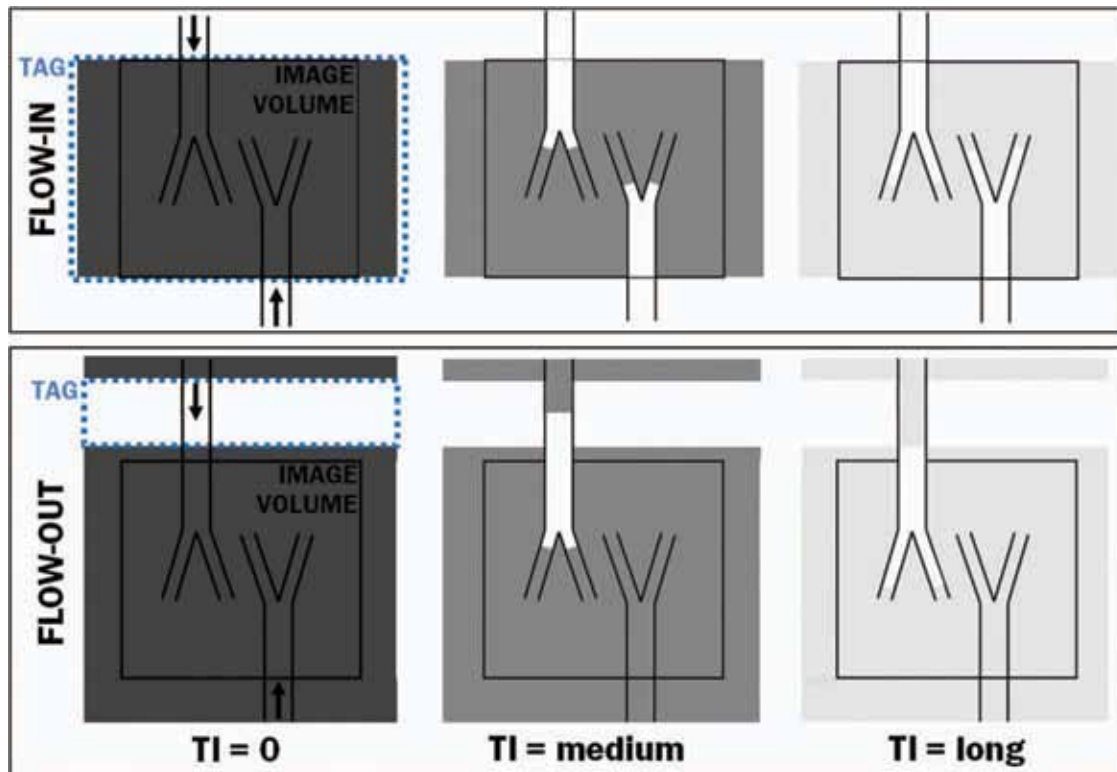 TAG
IMAGE
VOLUME
FLOW-IN
TAG
IMAGE
VOLUME
FLOW-OUT
TI = 0
TI = medium
TI = long